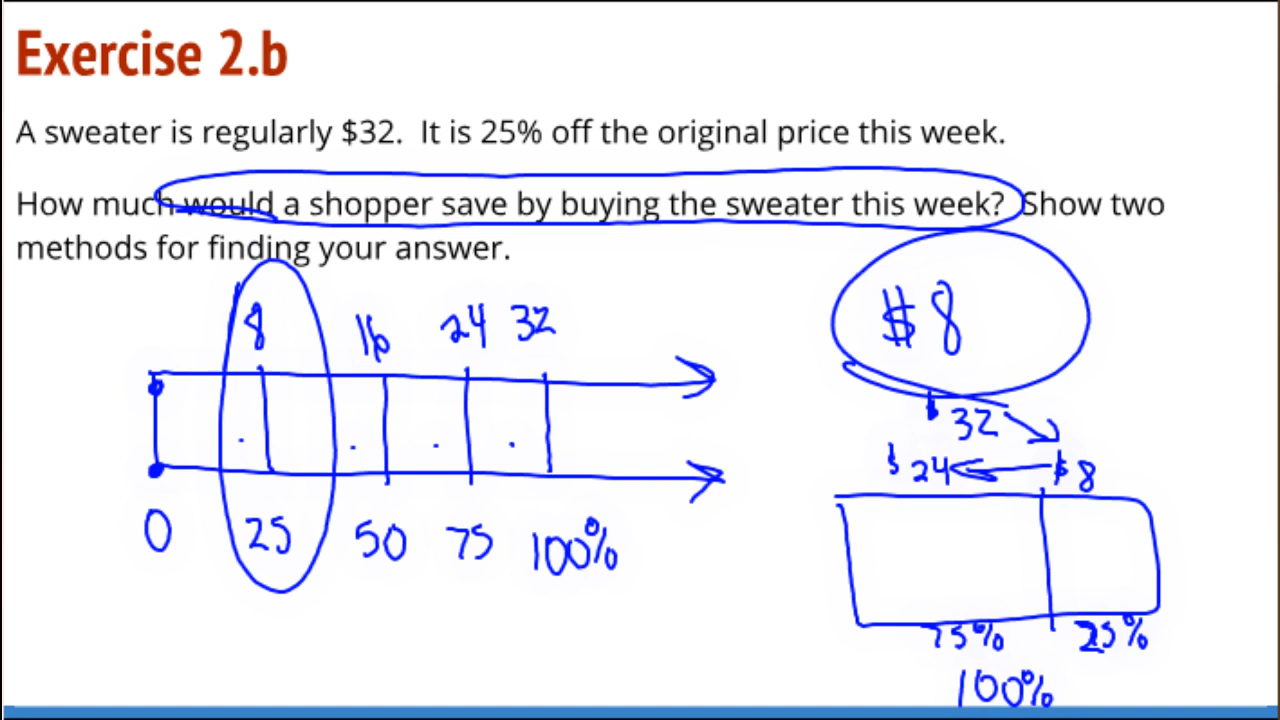 Exercise 2.b
A sweater is regularly $32. It is 25% off the original price this week.
How much would a shopper save by buying the sweater this week? Show two
methods for finding your answer.
8 16 24 32
0 25 50 75 100%
$8
$32
$24 $8
75% 25%
100%